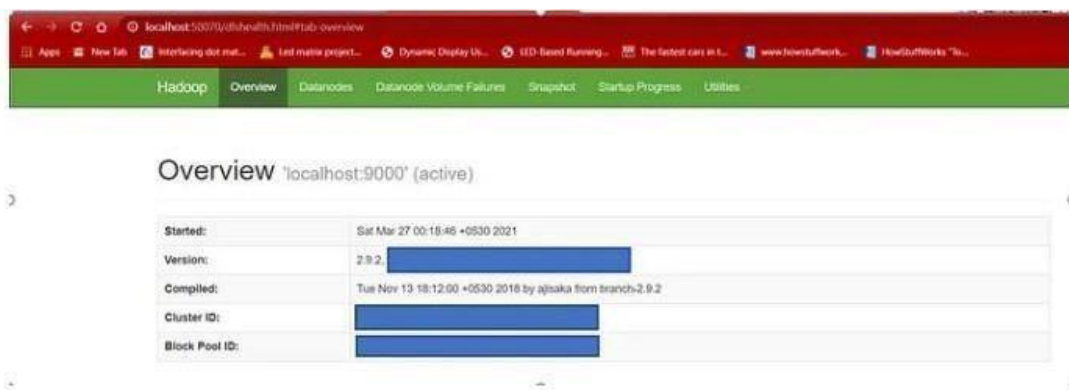 localhost:50070/dfshealth.html#tab-overview
Apps New Tab Interfacing dot mat... Led matrix project... Dynamic Display Us... LED-Based Running... The fastest cars in t... www.howstuffwork... HowStuffWorks "To...
Hadoop Overview Datanodes Datanode Volume Failures Snapshot Startup Progress Utilities
Overview 'localhost:9000' (active)
Started: Sat Mar 27 00:18:46 +0530 2021
Version: 2.9.2,
Compiled: Tue Nov 13 18:12:00 +0530 2018 by ajisaka from branch-2.9.2
Cluster ID:
Block Pool ID: